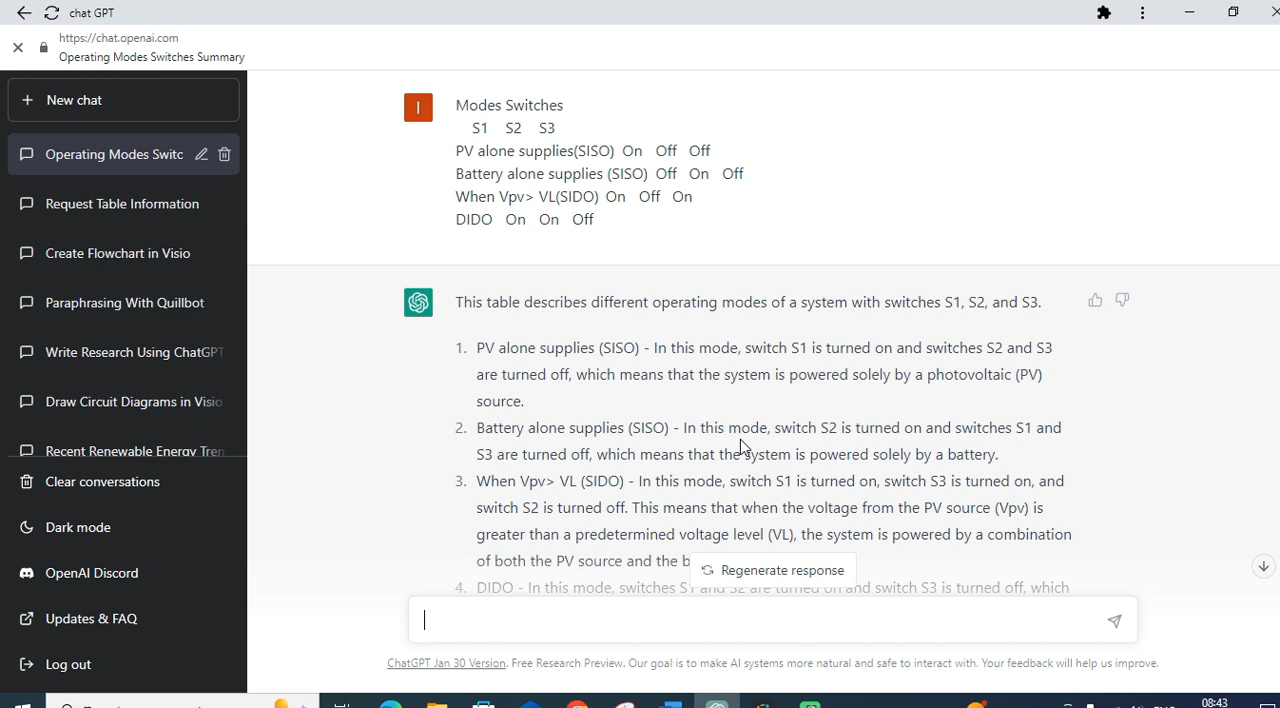 chat GPT
https://chat.openai.com
Operating Modes Switches Summary
New chat
Operating Modes Switc
Request Table Information
Create Flowchart in Visio
Paraphrasing With Quillbot
Write Research Using ChatGPT
Draw Circuit Diagrams in Visio
Recent Renewable Energy Tren
Clear conversations
Dark mode
OpenAI Discord
Updates & FAQ
Log out
I
Modes Switches
S1 S2 S3
PV alone supplies(SISO) On Off Off
Battery alone supplies (SISO) Off On Off
When Vpv> VL(SIDO) On Off On
DIDO On On Off
This table describes different operating modes of a system with switches S1, S2, and S3.
1. PV alone supplies (SISO) - In this mode, switch S1 is turned on and switches S2 and S3
are turned off, which means that the system is powered solely by a photovoltaic (PV)
source.
2. Battery alone supplies (SISO) - In this mode, switch S2 is turned on and switches S1 and
S3 are turned off, which means that the system is powered solely by a battery.
3. When Vpv> VL (SIDO) - In this mode, switch S1 is turned on, switch S3 is turned on, and
switch S2 is turned off. This means that when the voltage from the PV source (Vpv) is
greater than a predetermined voltage level (VL), the system is powered by a combination
of both the PV source and the b
Regenerate response
4. DIDO - In this mode, switches S1 and S2 are turned on and switch S3 is turned off, which
ChatGPT Jan 30 Version. Free Research Preview. Our goal is to make AI systems more natural and safe to interact with. Your feedback will help us improve.
08:43